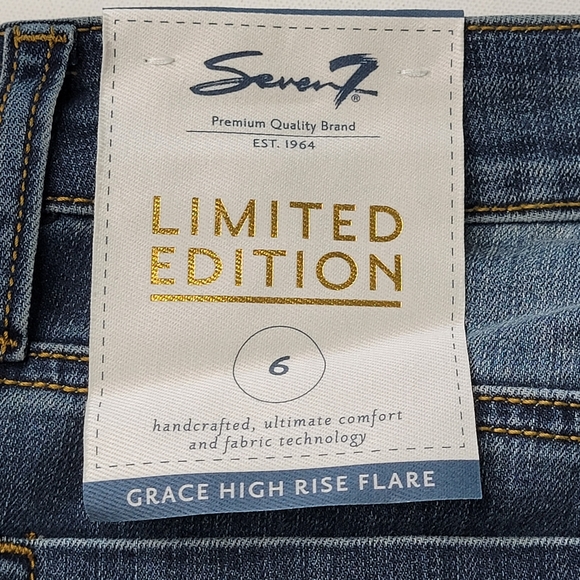 Seven7®
Premium Quality Brand
EST. 1964
LIMITED
EDITION
6
handcrafted, ultimate comfort
and fabric technology
GRACE HIGH RISE FLARE